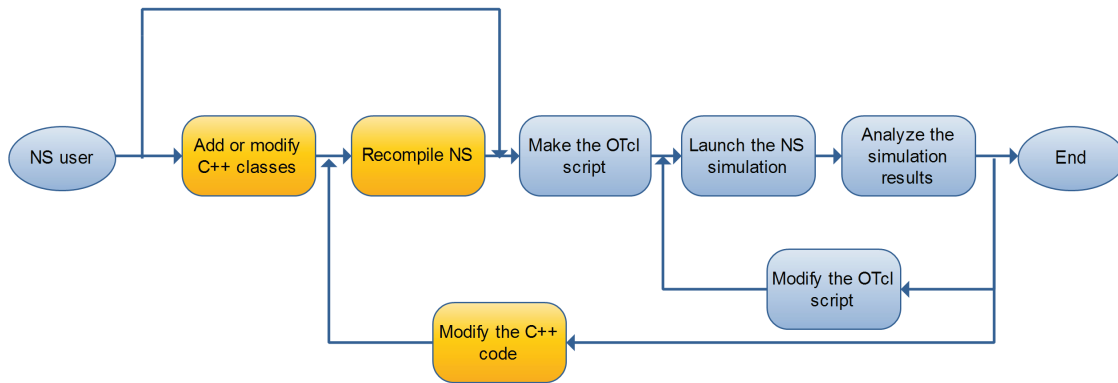 NS user
Add or modify
C++ classes
Recompile NS
Make the OTcl
script
Launch the NS
simulation
Analyze the
simulation
results
End
Modify the OTcl
script
Modify the C++
code